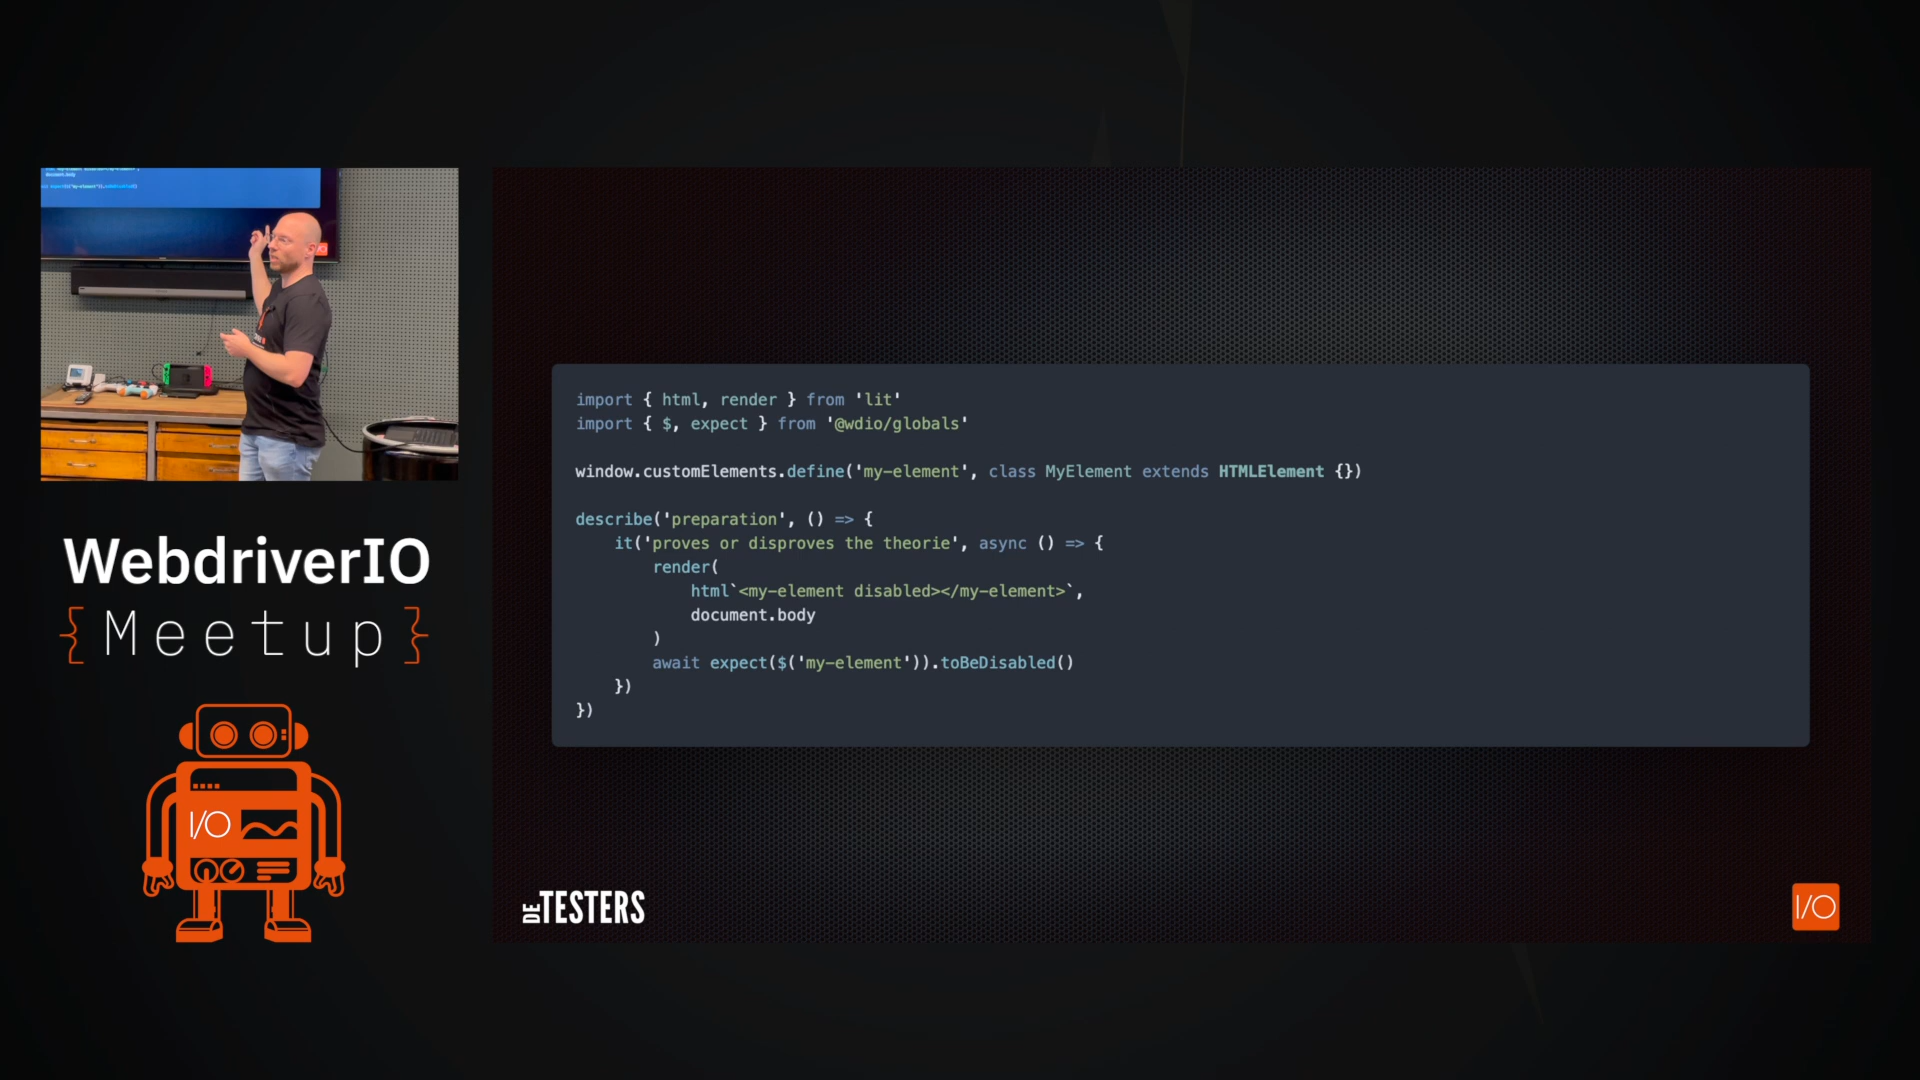 WebdriverIO
{Meetup}
I/O
import { html, render } from 'lit'
import { $, expect } from '@wdio/globals'
window.customElements.define('my-element', class MyElement extends HTMLElement {})
describe('preparation', () => {
it('proves or disproves the theorie', async () => {
render(
html`<my-element disabled></my-element>`,
document.body
)
await expect($('my-element')).toBeDisabled()
})
})
DE TESTERS
I/O